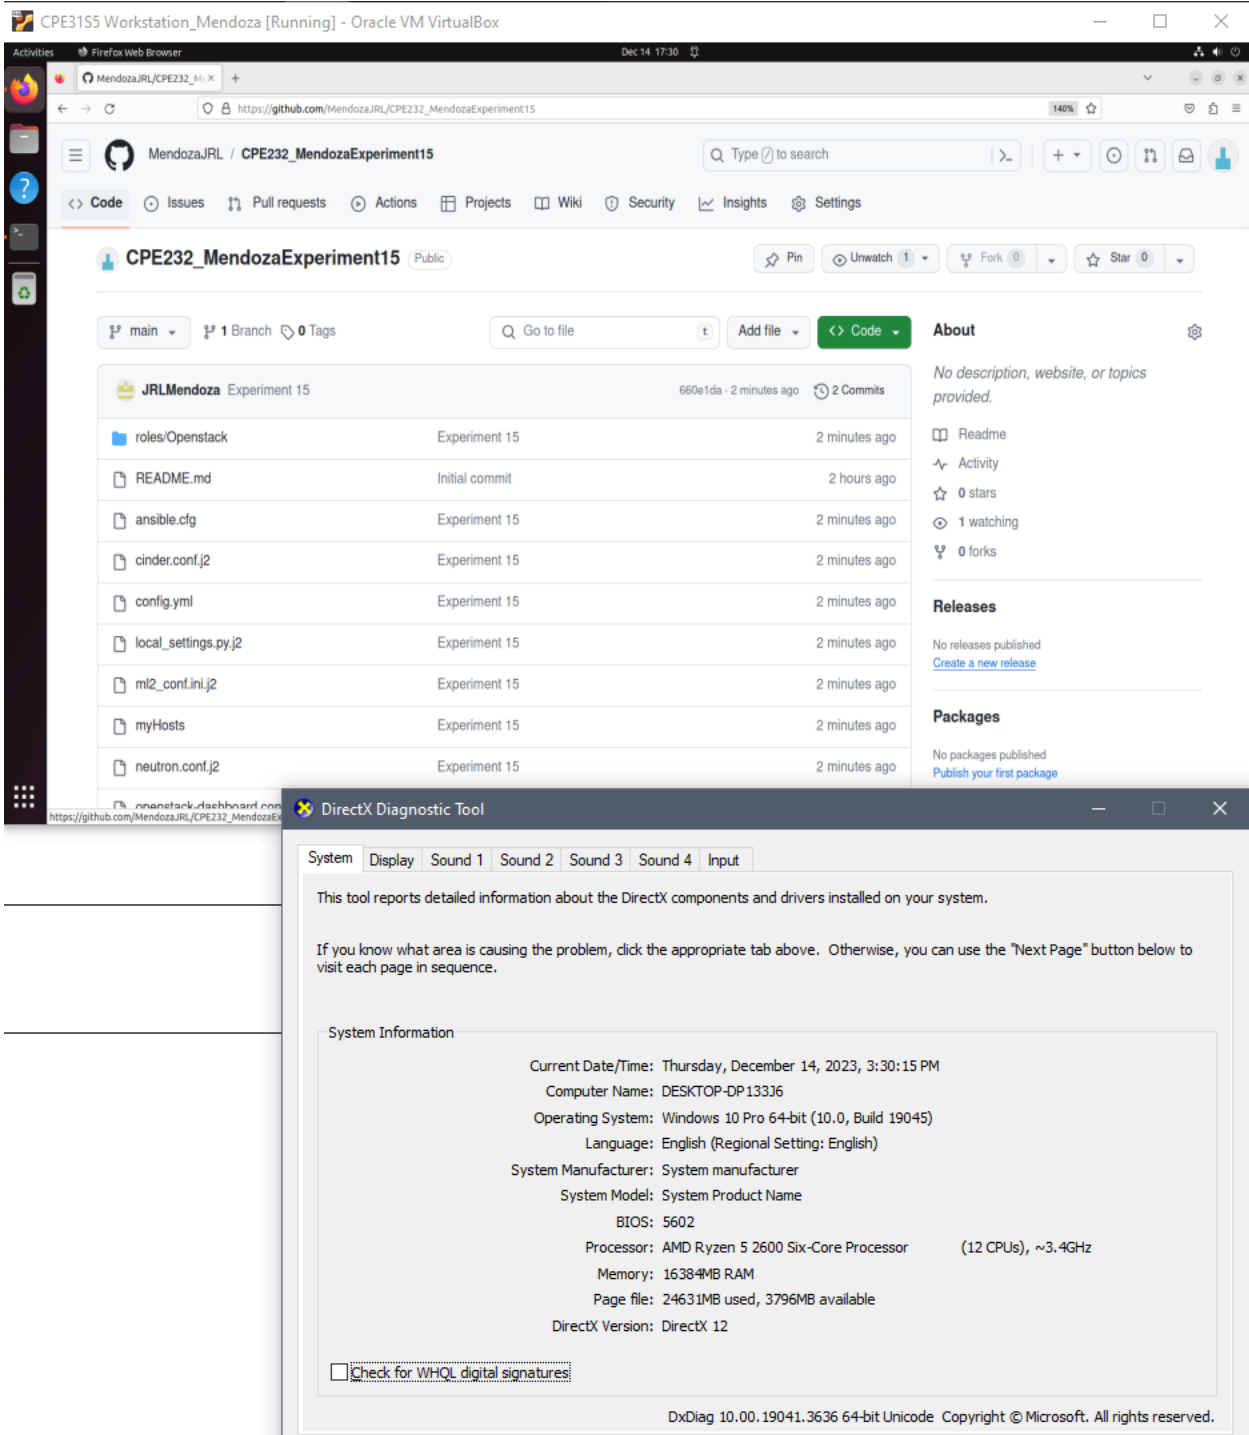 CPE31S5 Workstation_Mendoza [Running] - Oracle VM VirtualBox
Activities Firefox Web Browser Dec 14 17:30
MendozaJRL/CPE232_M
https://github.com/MendozaJRL/CPE232_MendozaExperiment15 140%
MendozaJRL / CPE232_MendozaExperiment15 Type / to search
Code Issues Pull requests Actions Projects Wiki Security Insights Settings
CPE232_MendozaExperiment15 Public Pin Unwatch 1 Fork 0 Star 0
main 1 Branch 0 Tags Go to file t Add file Code About
No description, website, or topics
provided.
JRLMendoza Experiment 15 660e1da · 2 minutes ago 2 Commits
roles/Openstack Experiment 15 2 minutes ago
Readme
Activity
README.md Initial commit 2 hours ago
0 stars
ansible.cfg Experiment 15 2 minutes ago
1 watching
0 forks
cinder.conf.j2 Experiment 15 2 minutes ago
config.yml Experiment 15 2 minutes ago
Releases
local_settings.py.j2 Experiment 15 2 minutes ago
No releases published
Create a new release
ml2_conf.ini.j2 Experiment 15 2 minutes ago
Packages
myHosts Experiment 15 2 minutes ago
No packages published
neutron.conf.j2 Experiment 15 2 minutes ago
Publish your first package
openstack-dashboard.con
https://github.com/MendozaJRL/CPE232_MendozaEx
DirectX Diagnostic Tool
System Display Sound 1 Sound 2 Sound 3 Sound 4 Input
This tool reports detailed information about the DirectX components and drivers installed on your system.
If you know what area is causing the problem, click the appropriate tab above. Otherwise, you can use the "Next Page" button below to
visit each page in sequence.
System Information
Current Date/Time: Thursday, December 14, 2023, 3:30:15 PM
Computer Name: DESKTOP-DP133J6
Operating System: Windows 10 Pro 64-bit (10.0, Build 19045)
Language: English (Regional Setting: English)
System Manufacturer: System manufacturer
System Model: System Product Name
BIOS: 5602
Processor: AMD Ryzen 5 2600 Six-Core Processor (12 CPUs), ~3.4GHz
Memory: 16384MB RAM
Page file: 24631MB used, 3796MB available
DirectX Version: DirectX 12
Check for WHQL digital signatures
DxDiag 10.00.19041.3636 64-bit Unicode Copyright © Microsoft. All rights reserved.